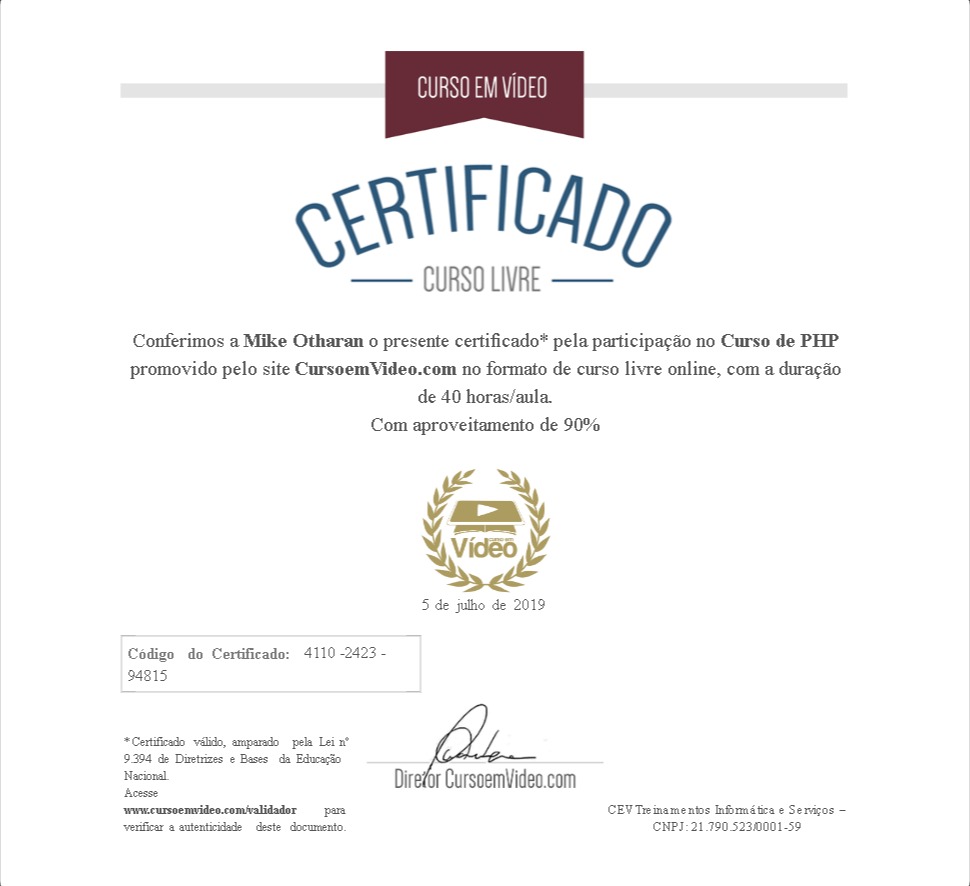 CURSO EM VÍDEO
CERTIFICADO
CURSO LIVRE
Conferimos a Mike Otharan o presente certificado* pela participação no Curso de PHP
promovido pelo site CursoemVideo.com no formato de curso livre online, com a duração
de 40 horas/aula.
Com aproveitamento de 90%
curso em
Vídeo
5 de julho de 2019
Código do Certificado: 4110 -2423 -
94815
*Certificado válido, amparado pela Lei nº
9.394 de Diretrizes e Bases da Educação
Nacional.
Acesse
www.cursoemvideo.com/validador para
verificar a autenticidade deste documento.
Diretor CursoemVideo.com
CEV Treinamentos Informática e Serviços –
CNPJ: 21.790.523/0001-59